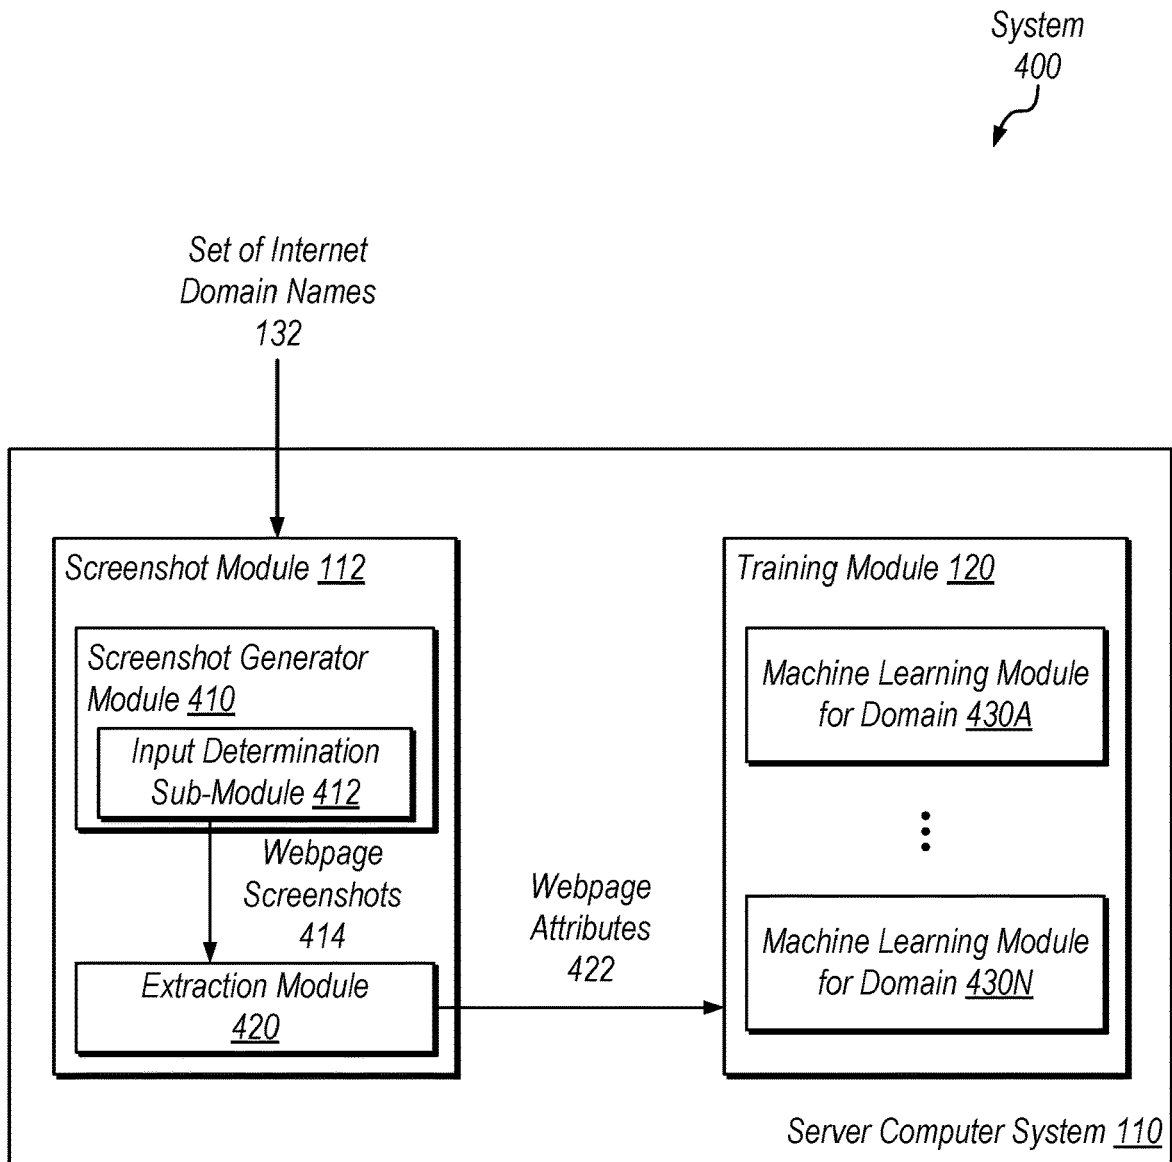 System
400
Set of Internet
Domain Names
132
Screenshot Module 112
Screenshot Generator
Module 410
Input Determination
Sub-Module 412
Webpage
Screenshots
414
Extraction Module
420
Webpage
Attributes
422
Training Module 120
Machine Learning Module
for Domain 430A
Machine Learning Module
for Domain 430N
Server Computer System 110